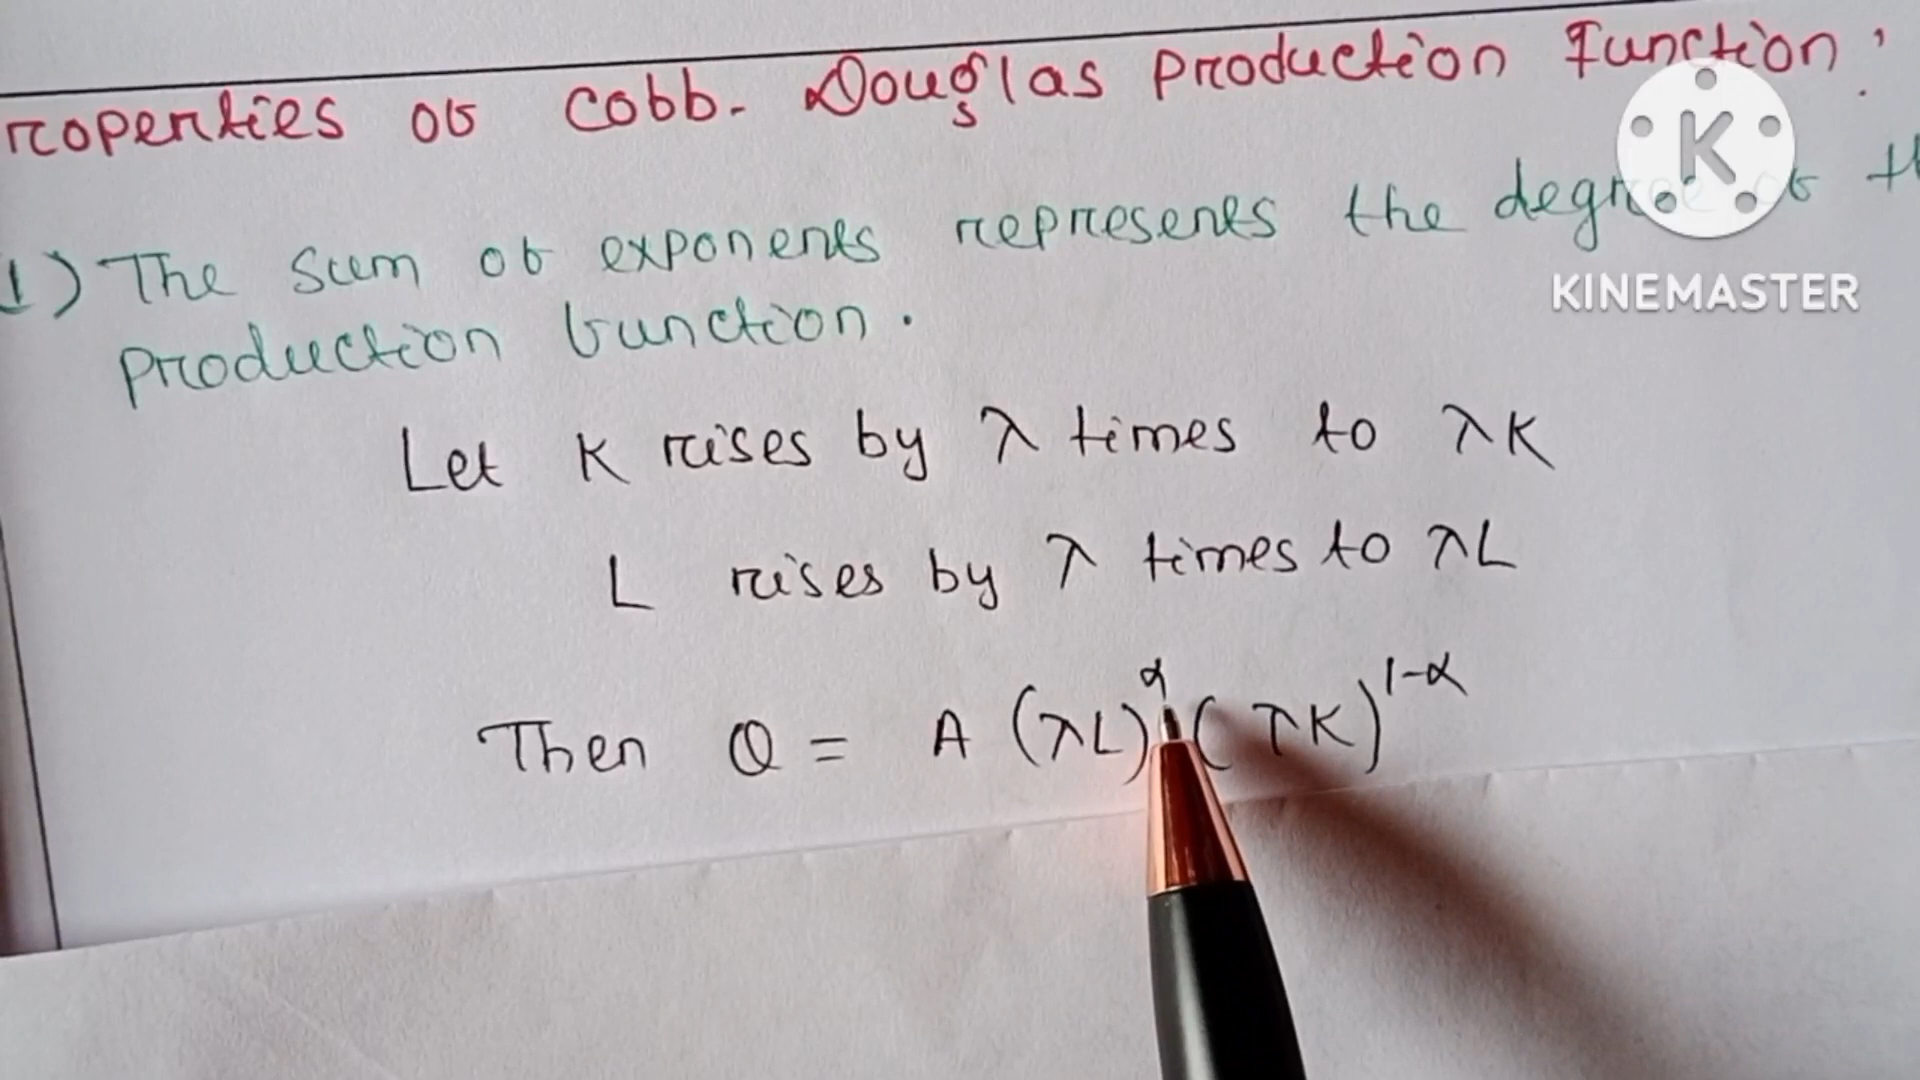 roperties of Cobb-Douglas Production Function:
1) The sum of exponents represents the degree of th
Production function.
Let K rises by λ times to λK
L rises by λ times to λL
Then Q = A (λL)^α (λK)^1-α
K
KINEMASTER